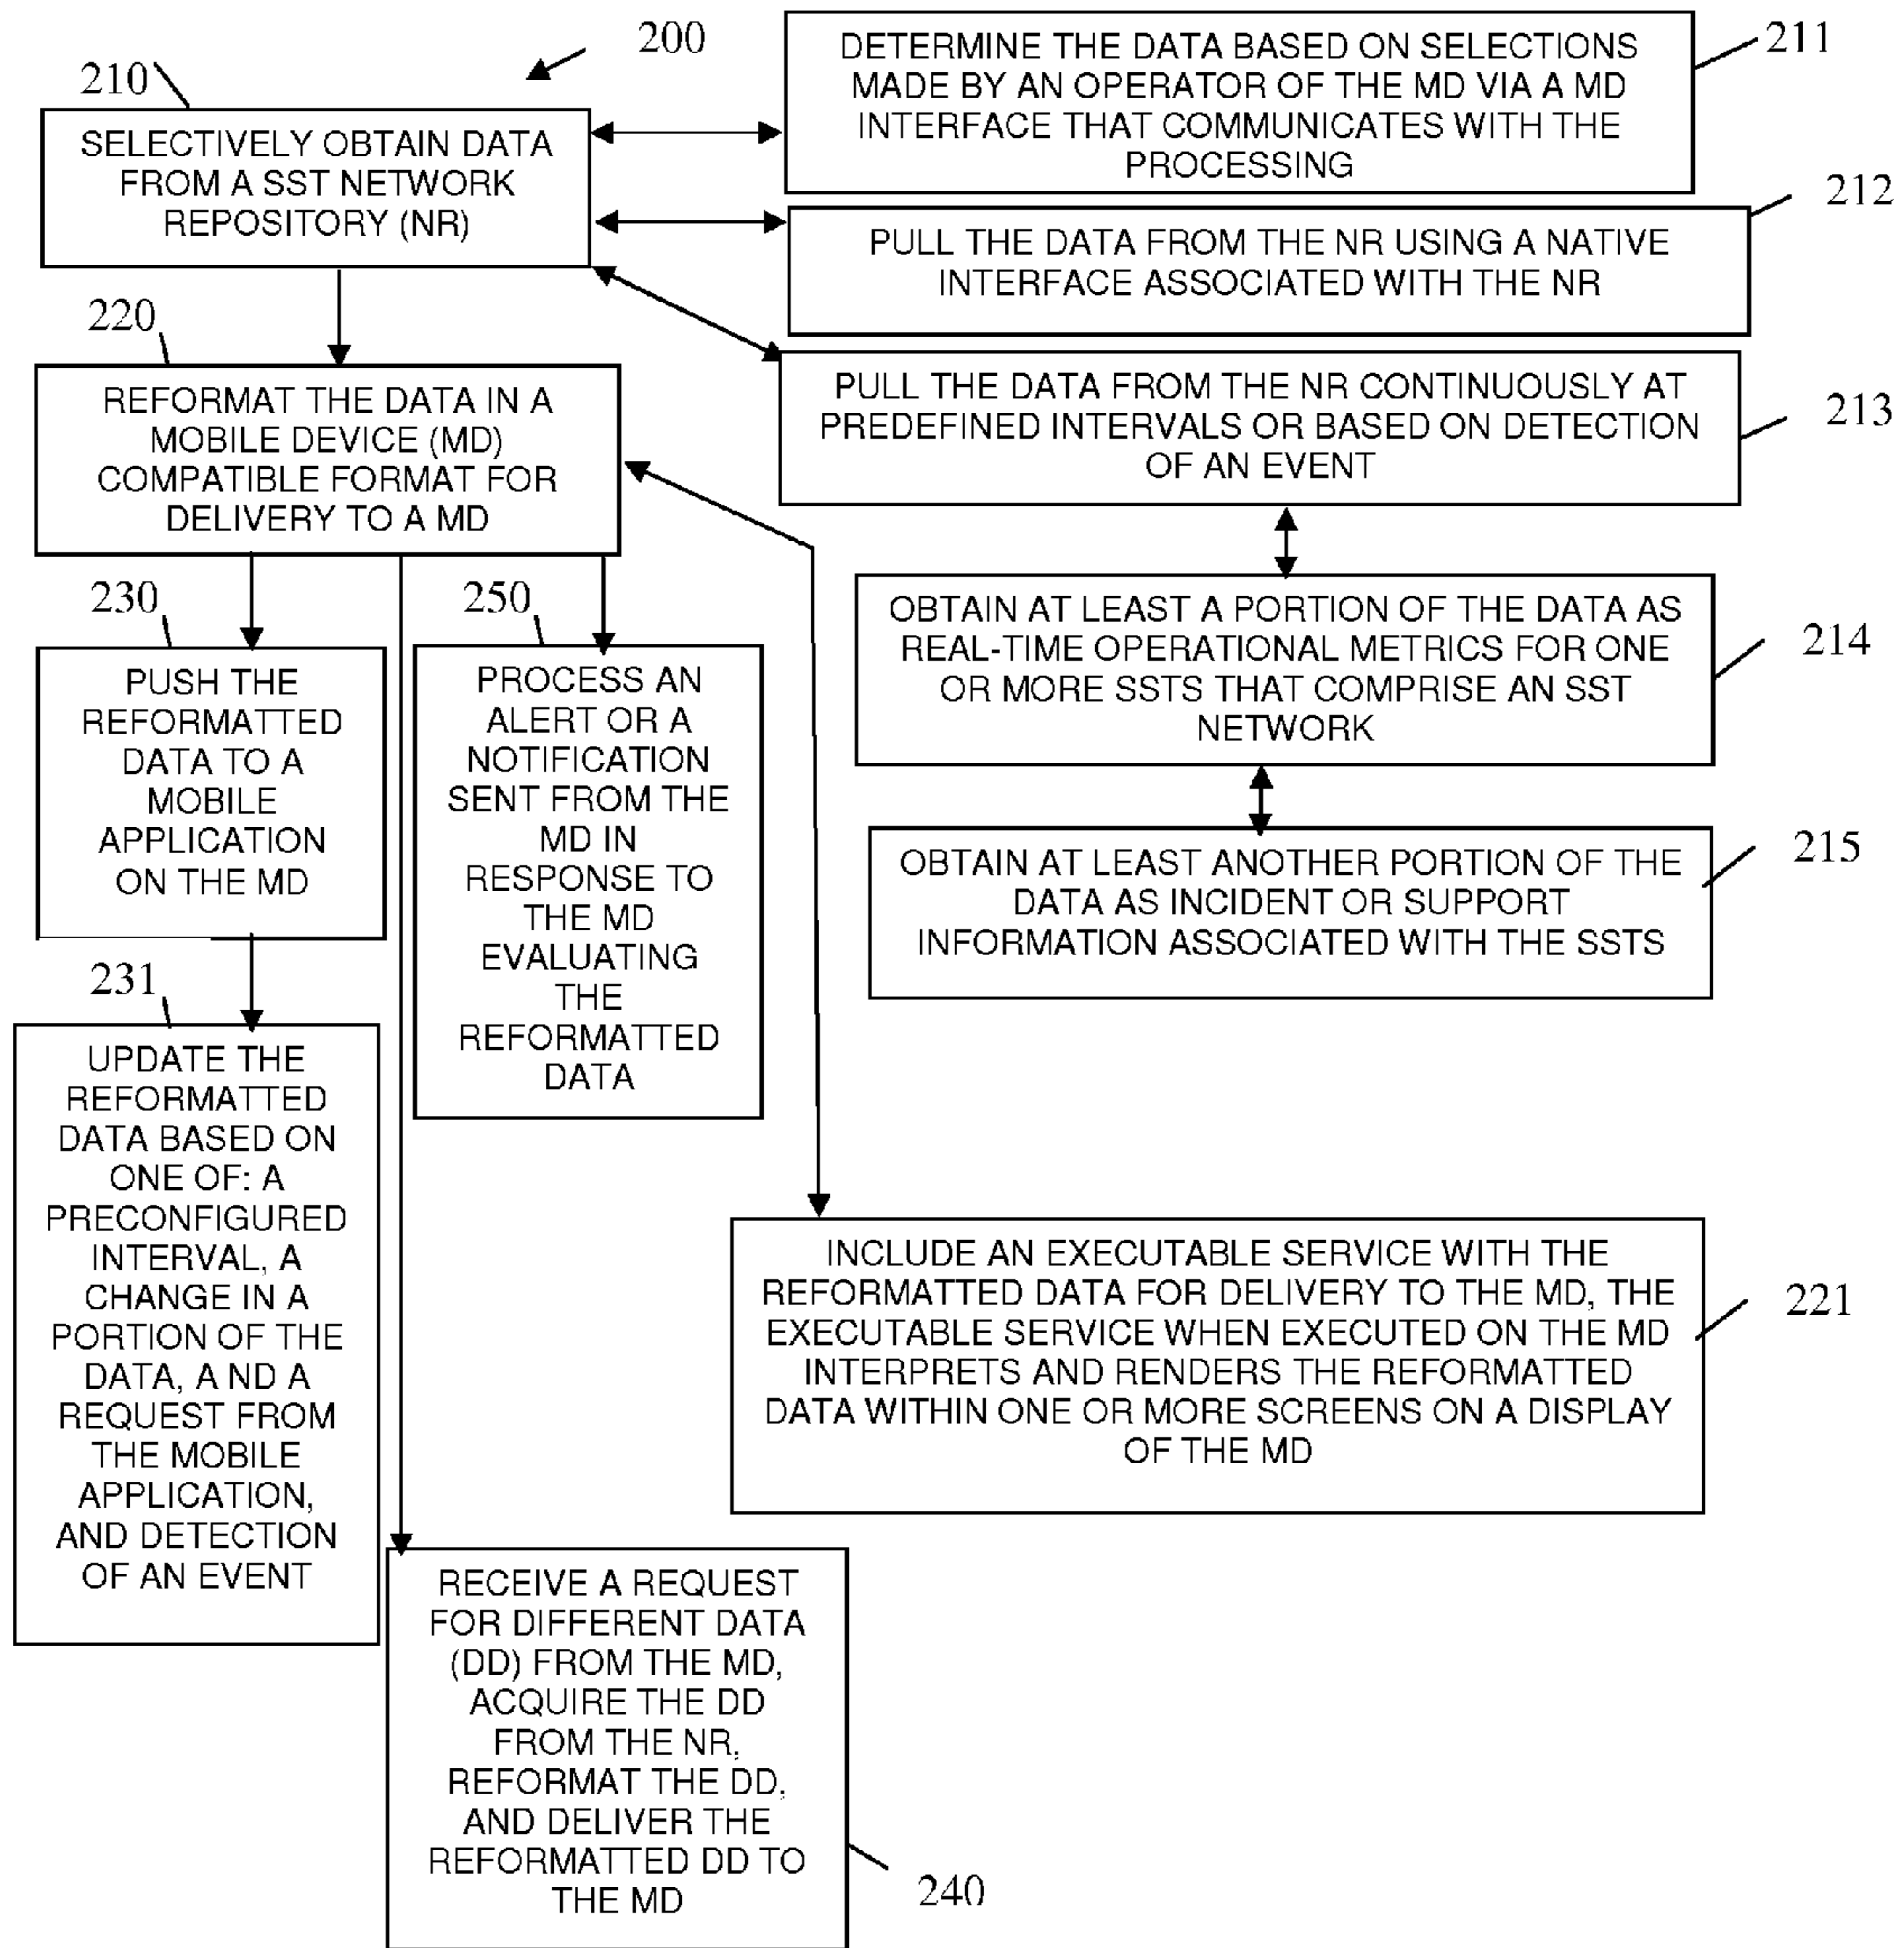 200
210
SELECTIVELY OBTAIN DATA
FROM A SST NETWORK
REPOSITORY (NR)
211
DETERMINE THE DATA BASED ON SELECTIONS
MADE BY AN OPERATOR OF THE MD VIA A MD
INTERFACE THAT COMMUNICATES WITH THE
PROCESSING
212
PULL THE DATA FROM THE NR USING A NATIVE
INTERFACE ASSOCIATED WITH THE NR
213
PULL THE DATA FROM THE NR CONTINUOUSLY AT
PREDEFINED INTERVALS OR BASED ON DETECTION
OF AN EVENT
214
OBTAIN AT LEAST A PORTION OF THE DATA AS
REAL-TIME OPERATIONAL METRICS FOR ONE
OR MORE SSTS THAT COMPRISE AN SST
NETWORK
215
OBTAIN AT LEAST ANOTHER PORTION OF THE
DATA AS INCIDENT OR SUPPORT
INFORMATION ASSOCIATED WITH THE SSTS
220
REFORMAT THE DATA IN A
MOBILE DEVICE (MD)
COMPATIBLE FORMAT FOR
DELIVERY TO A MD
230
PUSH THE
REFORMATTED
DATA TO A
MOBILE
APPLICATION
ON THE MD
250
PROCESS AN
ALERT OR A
NOTIFICATION
SENT FROM THE
MD IN
RESPONSE TO
THE MD
EVALUATING
THE
REFORMATTED
DATA
231
UPDATE THE
REFORMATTED
DATA BASED ON
ONE OF: A
PRECONFIGURED
INTERVAL, A
CHANGE IN A
PORTION OF THE
DATA, A ND A
REQUEST FROM
THE MOBILE
APPLICATION,
AND DETECTION
OF AN EVENT
221
INCLUDE AN EXECUTABLE SERVICE WITH THE
REFORMATTED DATA FOR DELIVERY TO THE MD, THE
EXECUTABLE SERVICE WHEN EXECUTED ON THE MD
INTERPRETS AND RENDERS THE REFORMATTED
DATA WITHIN ONE OR MORE SCREENS ON A DISPLAY
OF THE MD
RECEIVE A REQUEST
FOR DIFFERENT DATA
(DD) FROM THE MD,
ACQUIRE THE DD
FROM THE NR,
REFORMAT THE DD,
AND DELIVER THE
REFORMATTED DD TO
THE MD
240